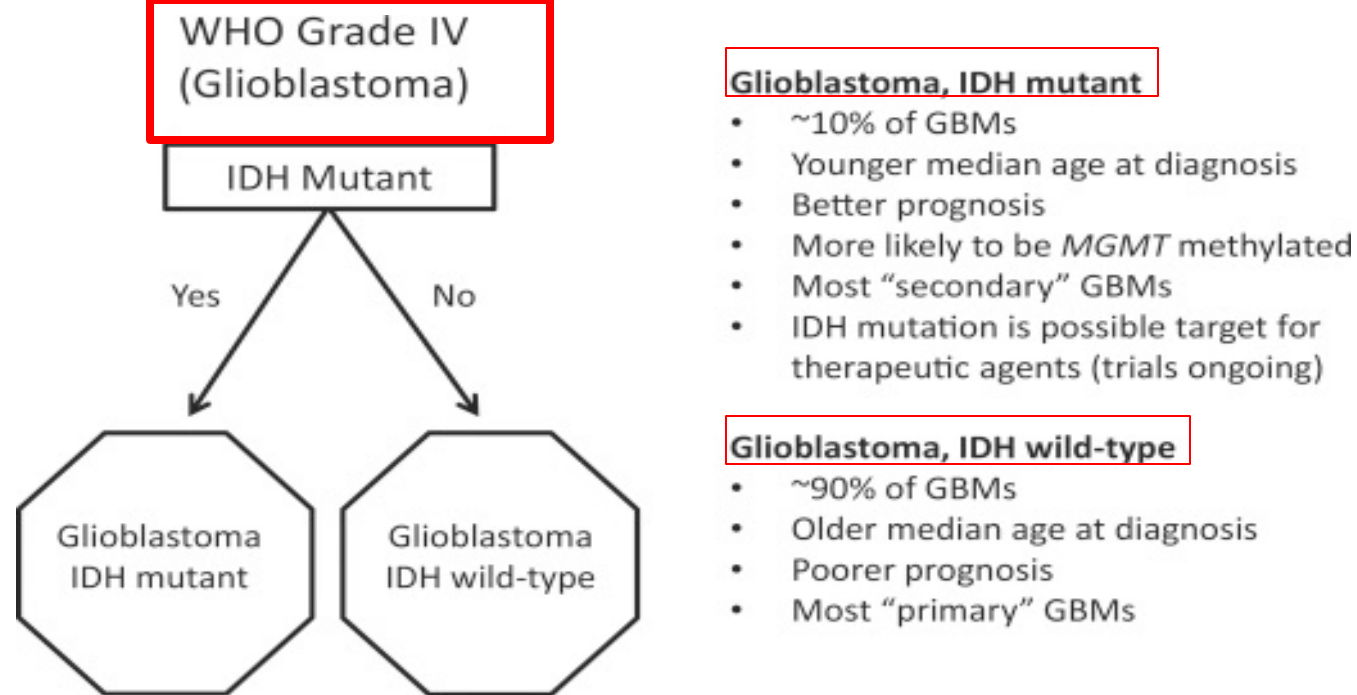 WHO Grade IV
(Glioblastoma)
IDH Mutant
Yes
No
Glioblastoma
IDH mutant
Glioblastoma
IDH wild-type
Glioblastoma, IDH mutant
• ~10% of GBMs
• Younger median age at diagnosis
• Better prognosis
• More likely to be MGMT methylated
• Most “secondary” GBMs
• IDH mutation is possible target for
therapeutic agents (trials ongoing)
Glioblastoma, IDH wild-type
• ~90% of GBMs
• Older median age at diagnosis
• Poorer prognosis
• Most “primary” GBMs